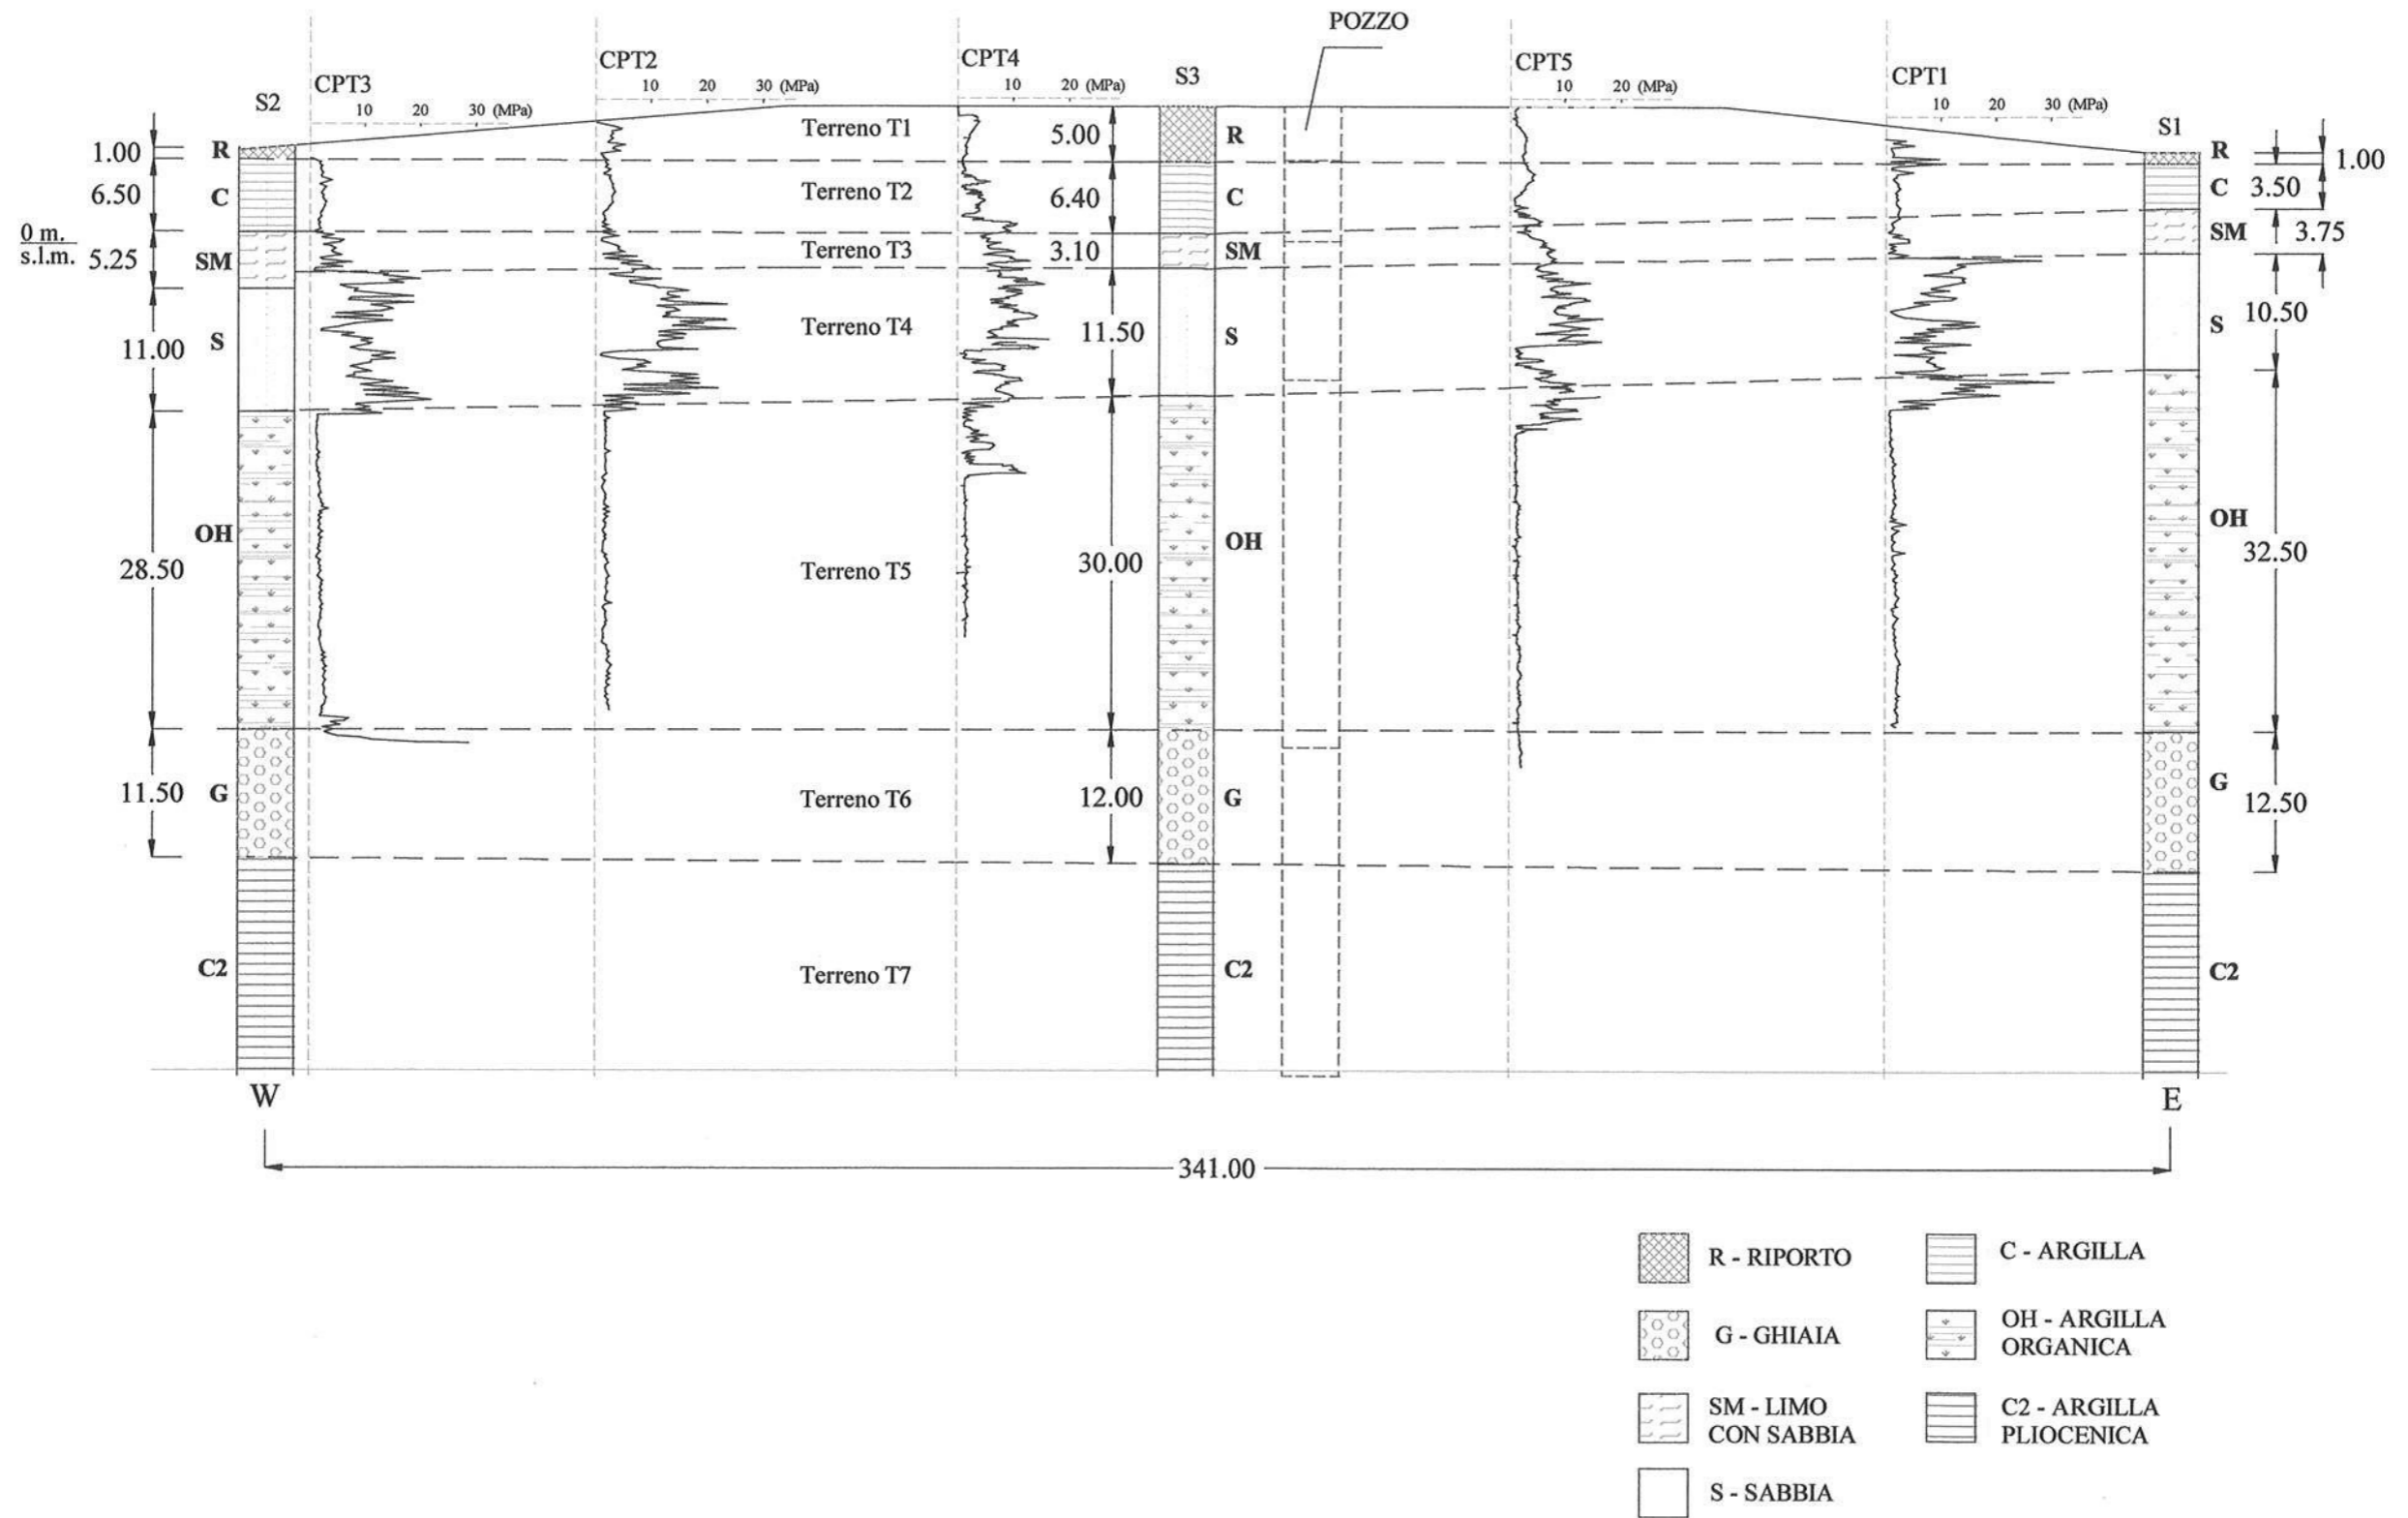 POZZO
CPT3
10 20 30 (MPa)
CPT2
10 20 30 (MPa)
CPT4
10 20 (MPa)
CPT5
10 20 (MPa)
CPT1
10 20 30 (MPa)
S2
S3
S1
1.00
6.50
0 m.
s.l.m.
5.25
11.00
28.50
11.50
R
C
SM
S
OH
G
C2
Terreno T1
Terreno T2
Terreno T3
Terreno T4
Terreno T5
Terreno T6
Terreno T7
5.00
6.40
3.10
11.50
30.00
12.00
R
C
SM
S
OH
G
C2
R
C
SM
S
OH
G
C2
1.00
3.50
3.75
10.50
32.50
12.50
W
E
341.00
R - RIPORTO
C - ARGILLA
G - GHIAIA
OH - ARGILLA
ORGANICA
SM - LIMO
CON SABBIA
C2 - ARGILLA
PLIOCENICA
S - SABBIA